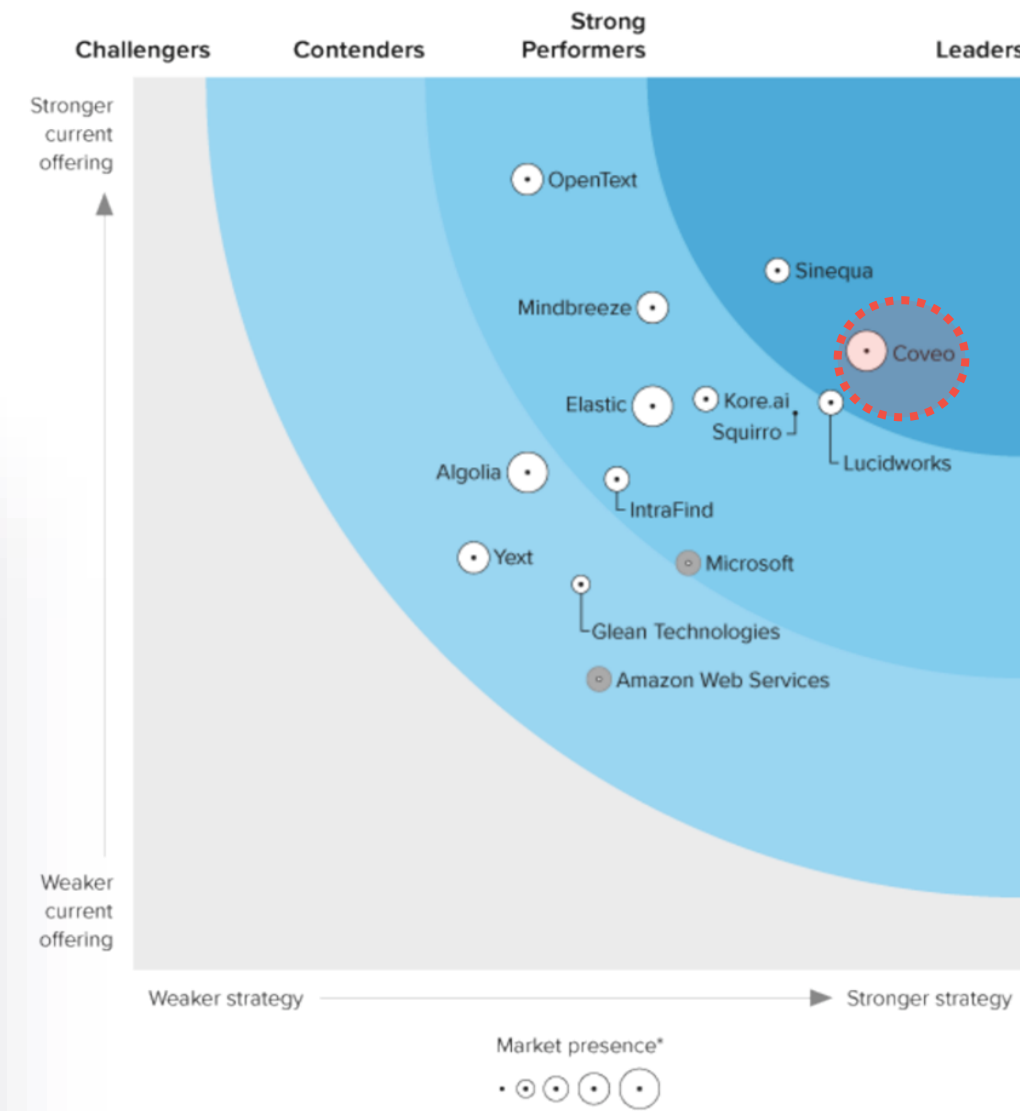 Strong
Challengers Contenders Performers Leaders
Stronger
current
offering
OpenText
Sinequa
Mindbreeze
Coveo
Elastic
Kore.ai
Squirro
Lucidworks
Algolia
IntraFind
Yext
Microsoft
Glean Technologies
Amazon Web Services
Weaker
current
offering
Weaker strategy
Stronger strategy
Market presence*